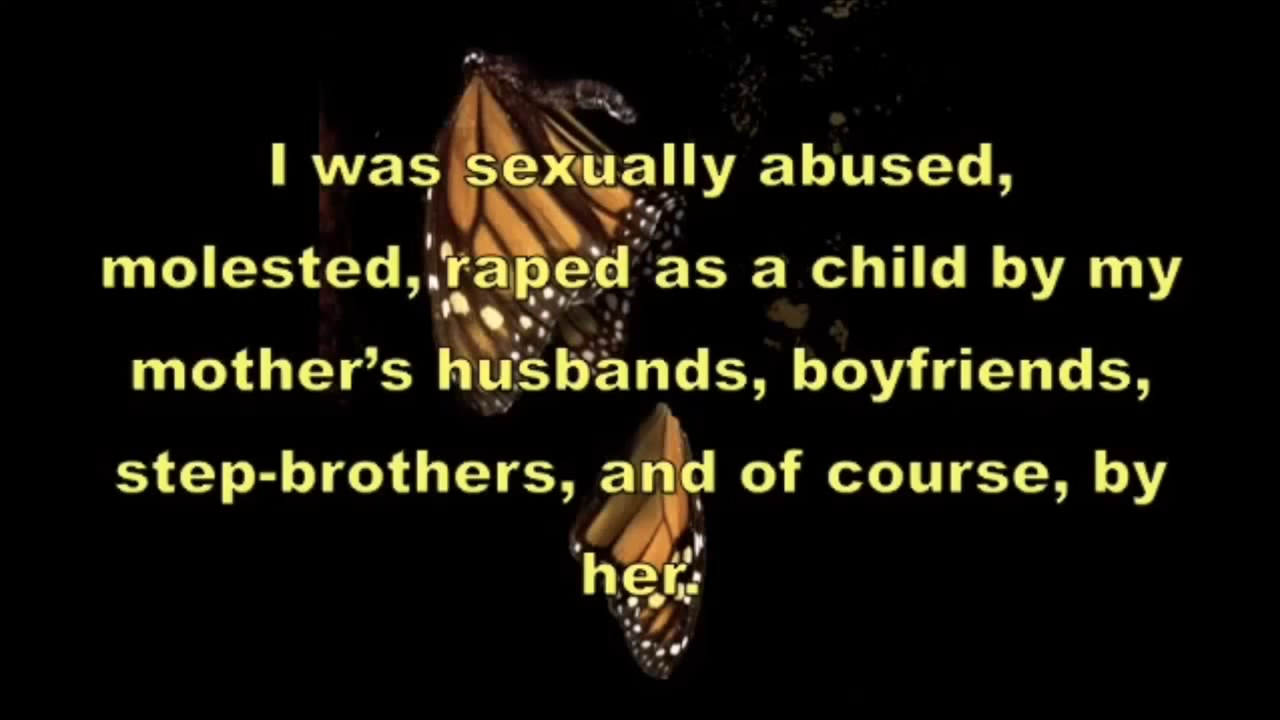 I was sexually abused,
molested, raped as a child by my
mother’s husbands, boyfriends,
step-brothers, and of course, by
her.